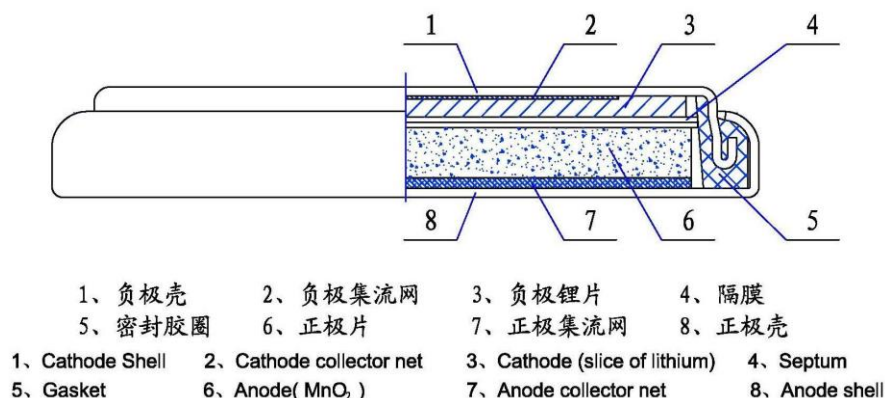 1 2 3 4
8 7 6 5
1、负极壳 2、负极集流网 3、负极锂片 4、隔膜
5、密封胶圈 6、正极片 7、正极集流网 8、正极壳
1、Cathode Shell 2、Cathode collector net 3、Cathode (slice of lithium) 4、Septum
5、Gasket 6、Anode( MnO₂ ) 7、Anode collector net 8、Anode shell